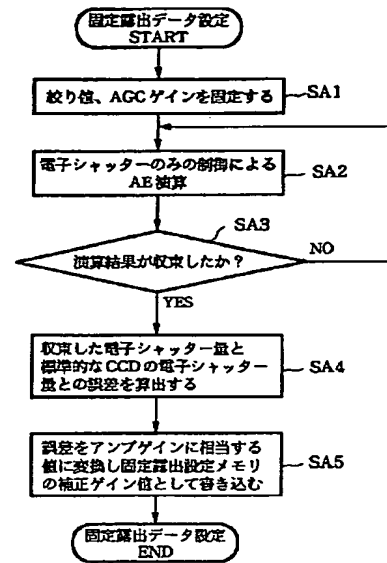 固定露出データ設定
START
絞り値、AGCゲインを固定する
SA1
電子シャッターのみの制御による
AE演算
SA2
SA3
演算結果が収束したか?
NO
YES
収束した電子シャッター量と
標準的なCCDの電子シャッター
量との誤差を算出する
SA4
誤差をアンプゲインに相当する
値に変換し固定露出設定メモリ
の補正ゲイン値として書き込む
SA5
固定露出データ設定
END